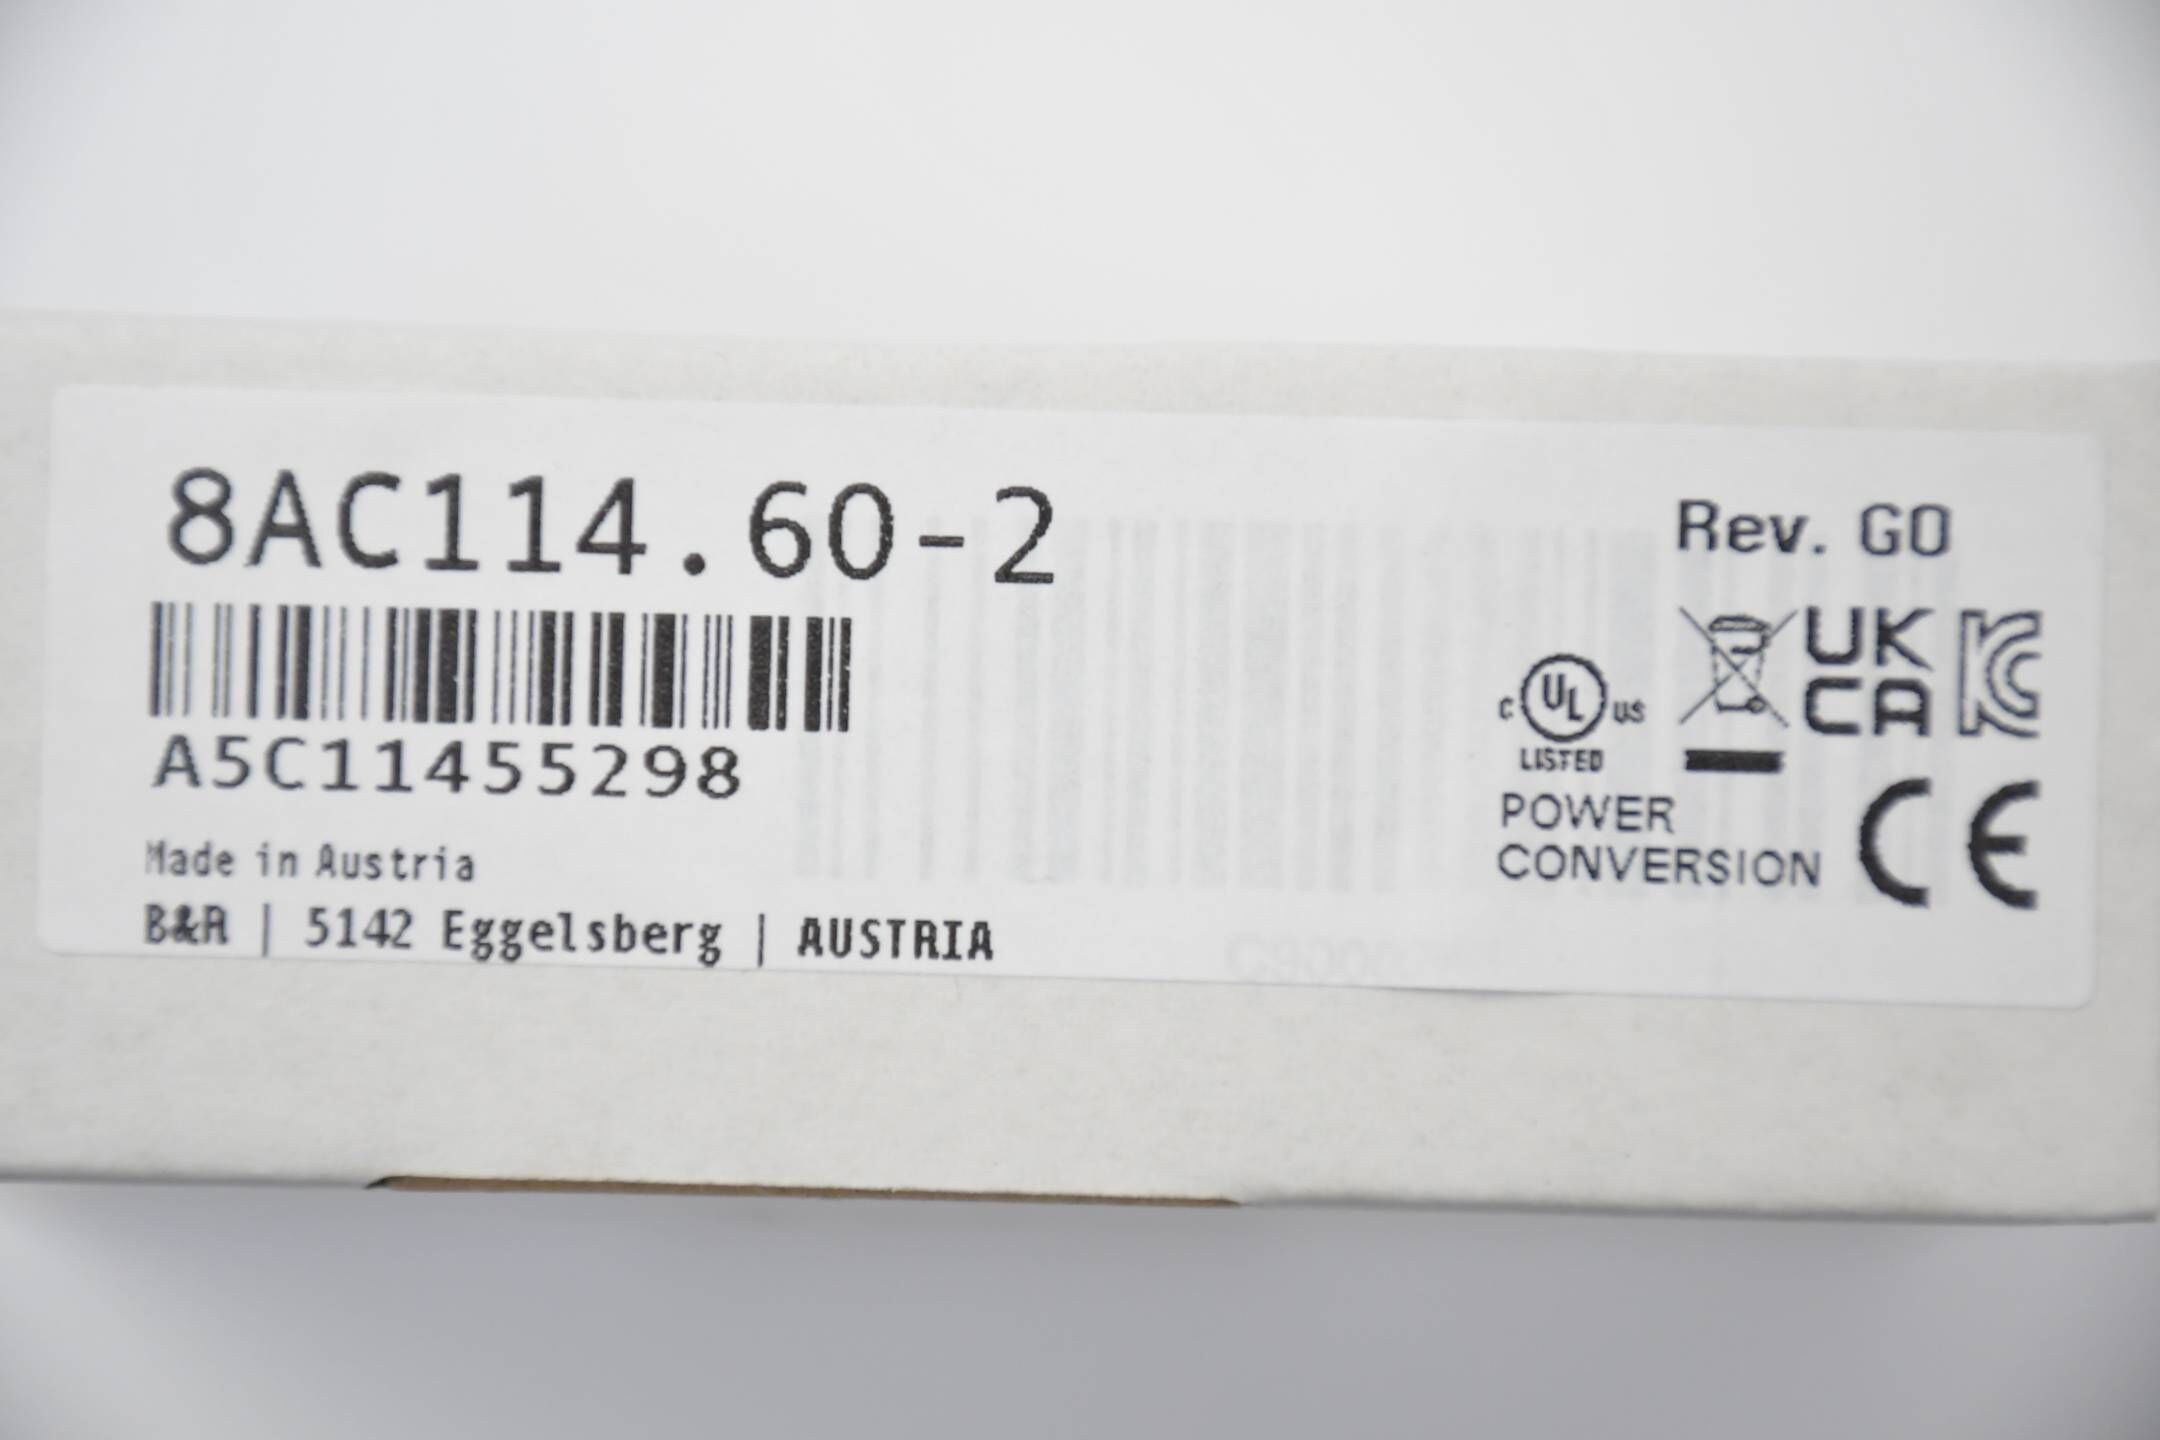 8AC114.60-2
Rev. G0
A5C11455298
Made in Austria
B&R | 5142 Eggelsberg | AUSTRIA
C UL US
LISTED
POWER
CONVERSION
UK
CA
KC
CE